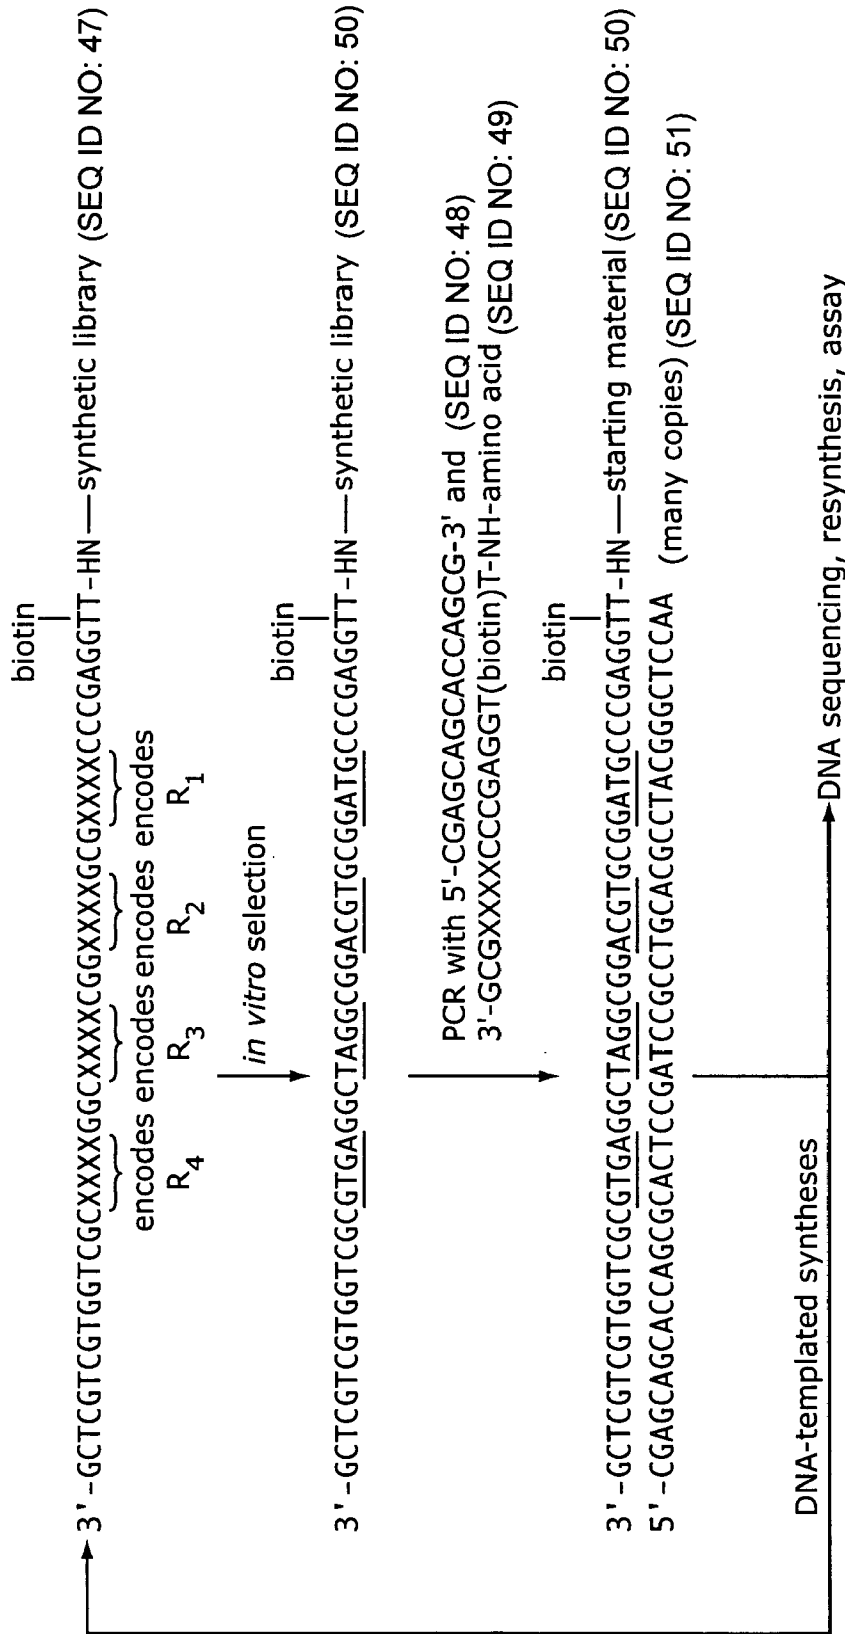 biotin
3'-GCTCGTCGTGGTCGCXXXXGGCXXXXCGGXXXXGCGXXXXCCCGAGGTT-HN — synthetic library (SEQ ID NO: 47)
encodes encodes encodes encodes
R4 R3 R2 R1
in vitro selection
biotin
3'-GCTCGTCGTGGTCGCGTGAGGCTAGGCGGACGTGCGGATGCCCGAGGTT-HN — synthetic library (SEQ ID NO: 50)
PCR with 5'-CGAGCAGCACCAGCG-3' and (SEQ ID NO: 48)
3'-GCGXXXXCCCGAGGT(biotin)T-NH-amino acid (SEQ ID NO: 49)
biotin
3'-GCTCGTCGTGGTCGCGTGAGGCTAGGCGGACGTGCGGATGCCCGAGGTT-HN — starting material (SEQ ID NO: 50)
5'-CGAGCAGCACCAGCGCACTCCGATCCGCCTGCACGCCTACGGGCTCCAA (many copies) (SEQ ID NO: 51)
DNA-templated syntheses
DNA sequencing, resynthesis, assay